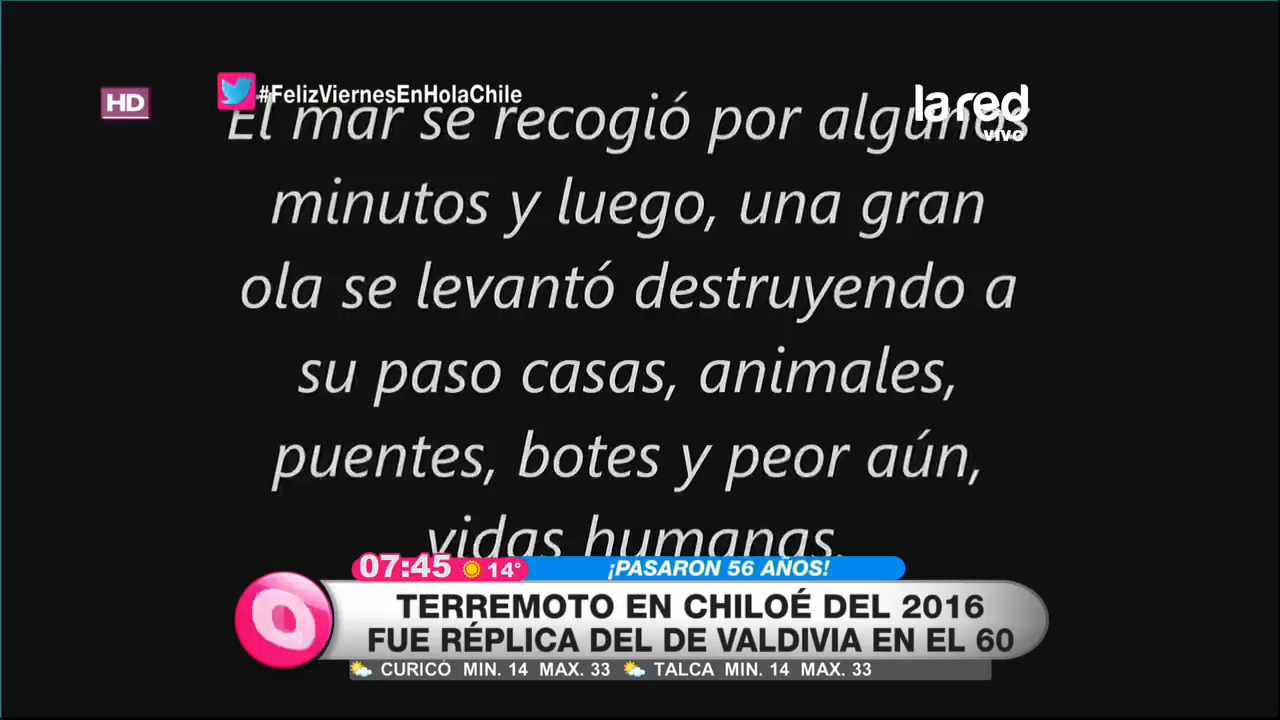 HD
#FelizViernesEnHolaChile
la red
vivo
El mar se recogió por algunos
minutos y luego, una gran
ola se levantó destruyendo a
su paso casas, animales,
puentes, botes y peor aún,
vidas humanas.
07:45 14° ¡PASARON 56 AÑOS!
TERREMOTO EN CHILOÉ DEL 2016
FUE RÉPLICA DEL DE VALDIVIA EN EL 60
CURICÓ MIN. 14 MAX. 33 TALCA MIN. 14 MAX. 33